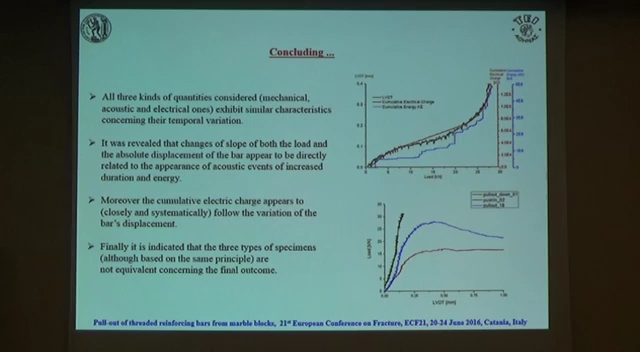 Concluding ...
All three kinds of quantities considered (mechanical,
acoustic and electrical ones) exhibit similar characteristics
concerning their temporal variation.
It was revealed that changes of slope of both the load and
the absolute displacement of the bar appear to be directly
related to the appearance of acoustic events of increased
duration and energy.
Moreover the cumulative electric charge appears to
(closely and systematically) follow the variation of the
bar's displacement.
Finally it is indicated that the three types of specimens
(although based on the same principle) are
not equivalent concerning the final outcome.
LVDT
Cumulative Electrical Charge
Cumulative Energy AE
Load [kN]
Load [kN]
LVDT [mm]
Pull-out of threaded reinforcing bars from marble blocks, 21st European Conference on Fracture, ECF21, 20-24 June 2016, Catania, Italy